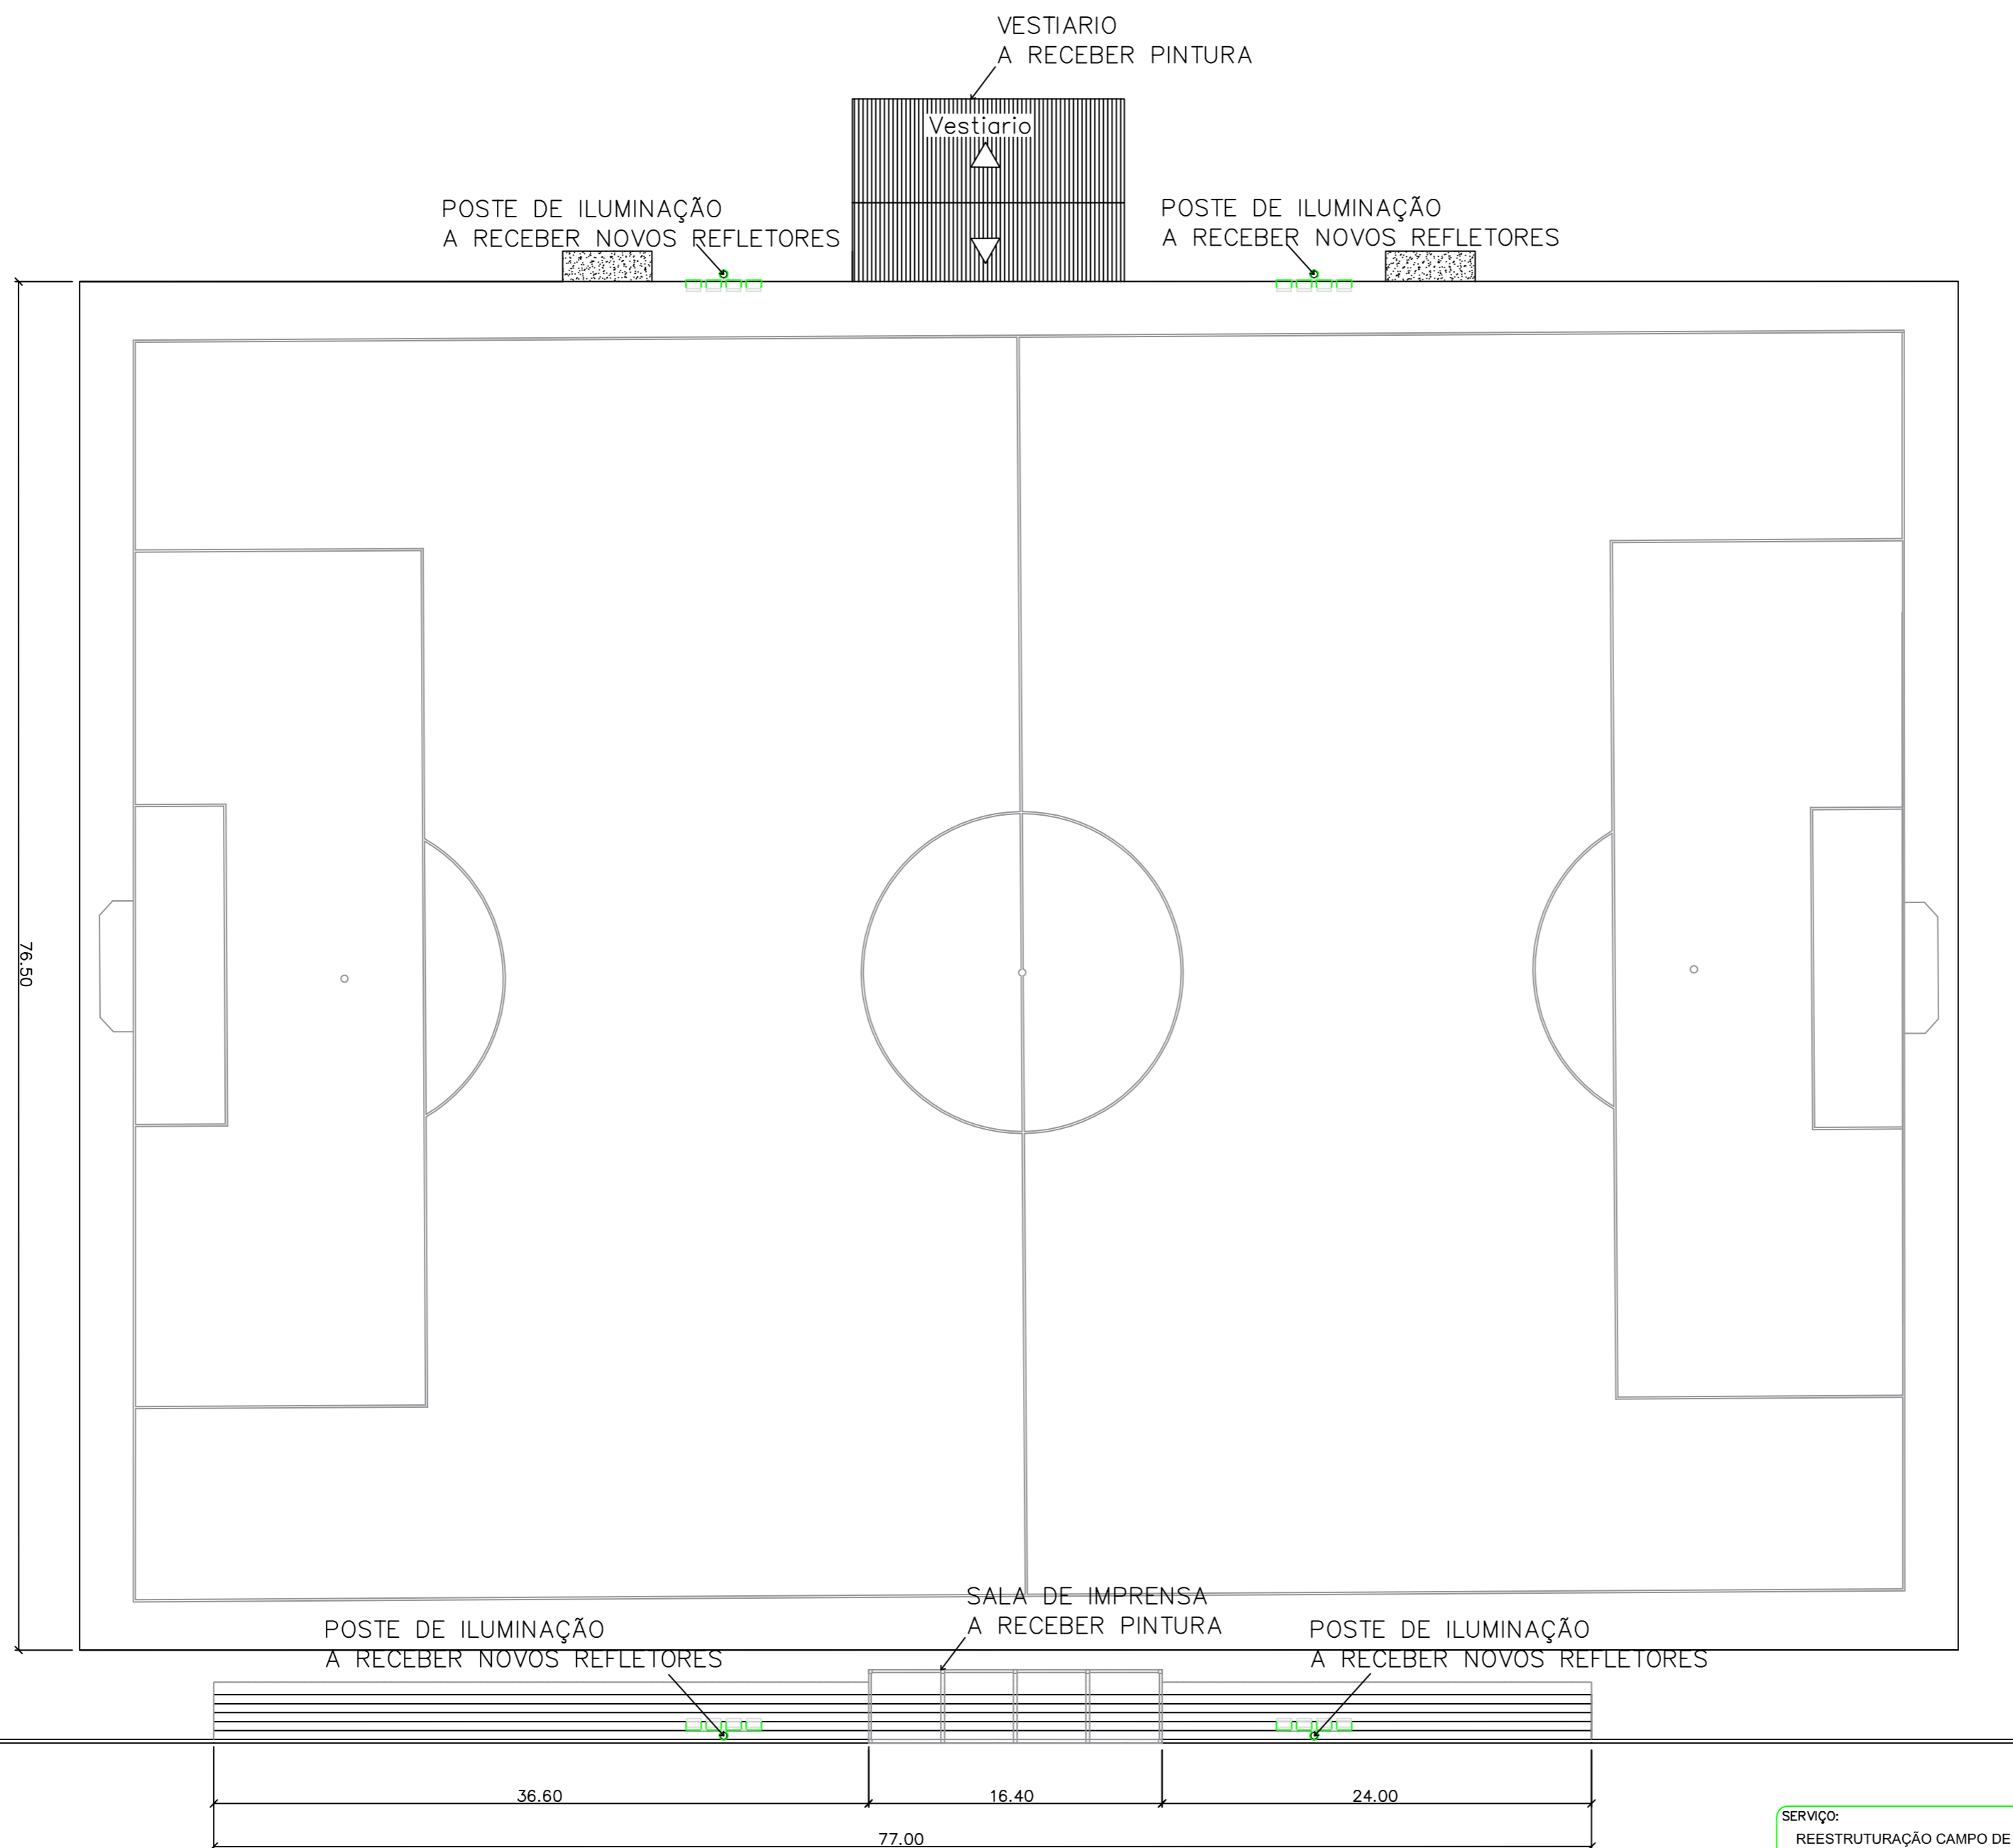 VESTIARIO
A RECEBER PINTURA
Vestiario
POSTE DE ILUMINAÇÃO
A RECEBER NOVOS REFLETORES
POSTE DE ILUMINAÇÃO
A RECEBER NOVOS REFLETORES
76.50
SALA DE IMPRENSA
A RECEBER PINTURA
POSTE DE ILUMINAÇÃO
A RECEBER NOVOS REFLETORES
POSTE DE ILUMINAÇÃO
A RECEBER NOVOS REFLETORES
36.60
16.40
24.00
77.00
SERVIÇO:
REESTRUTURAÇÃO CAMPO DE